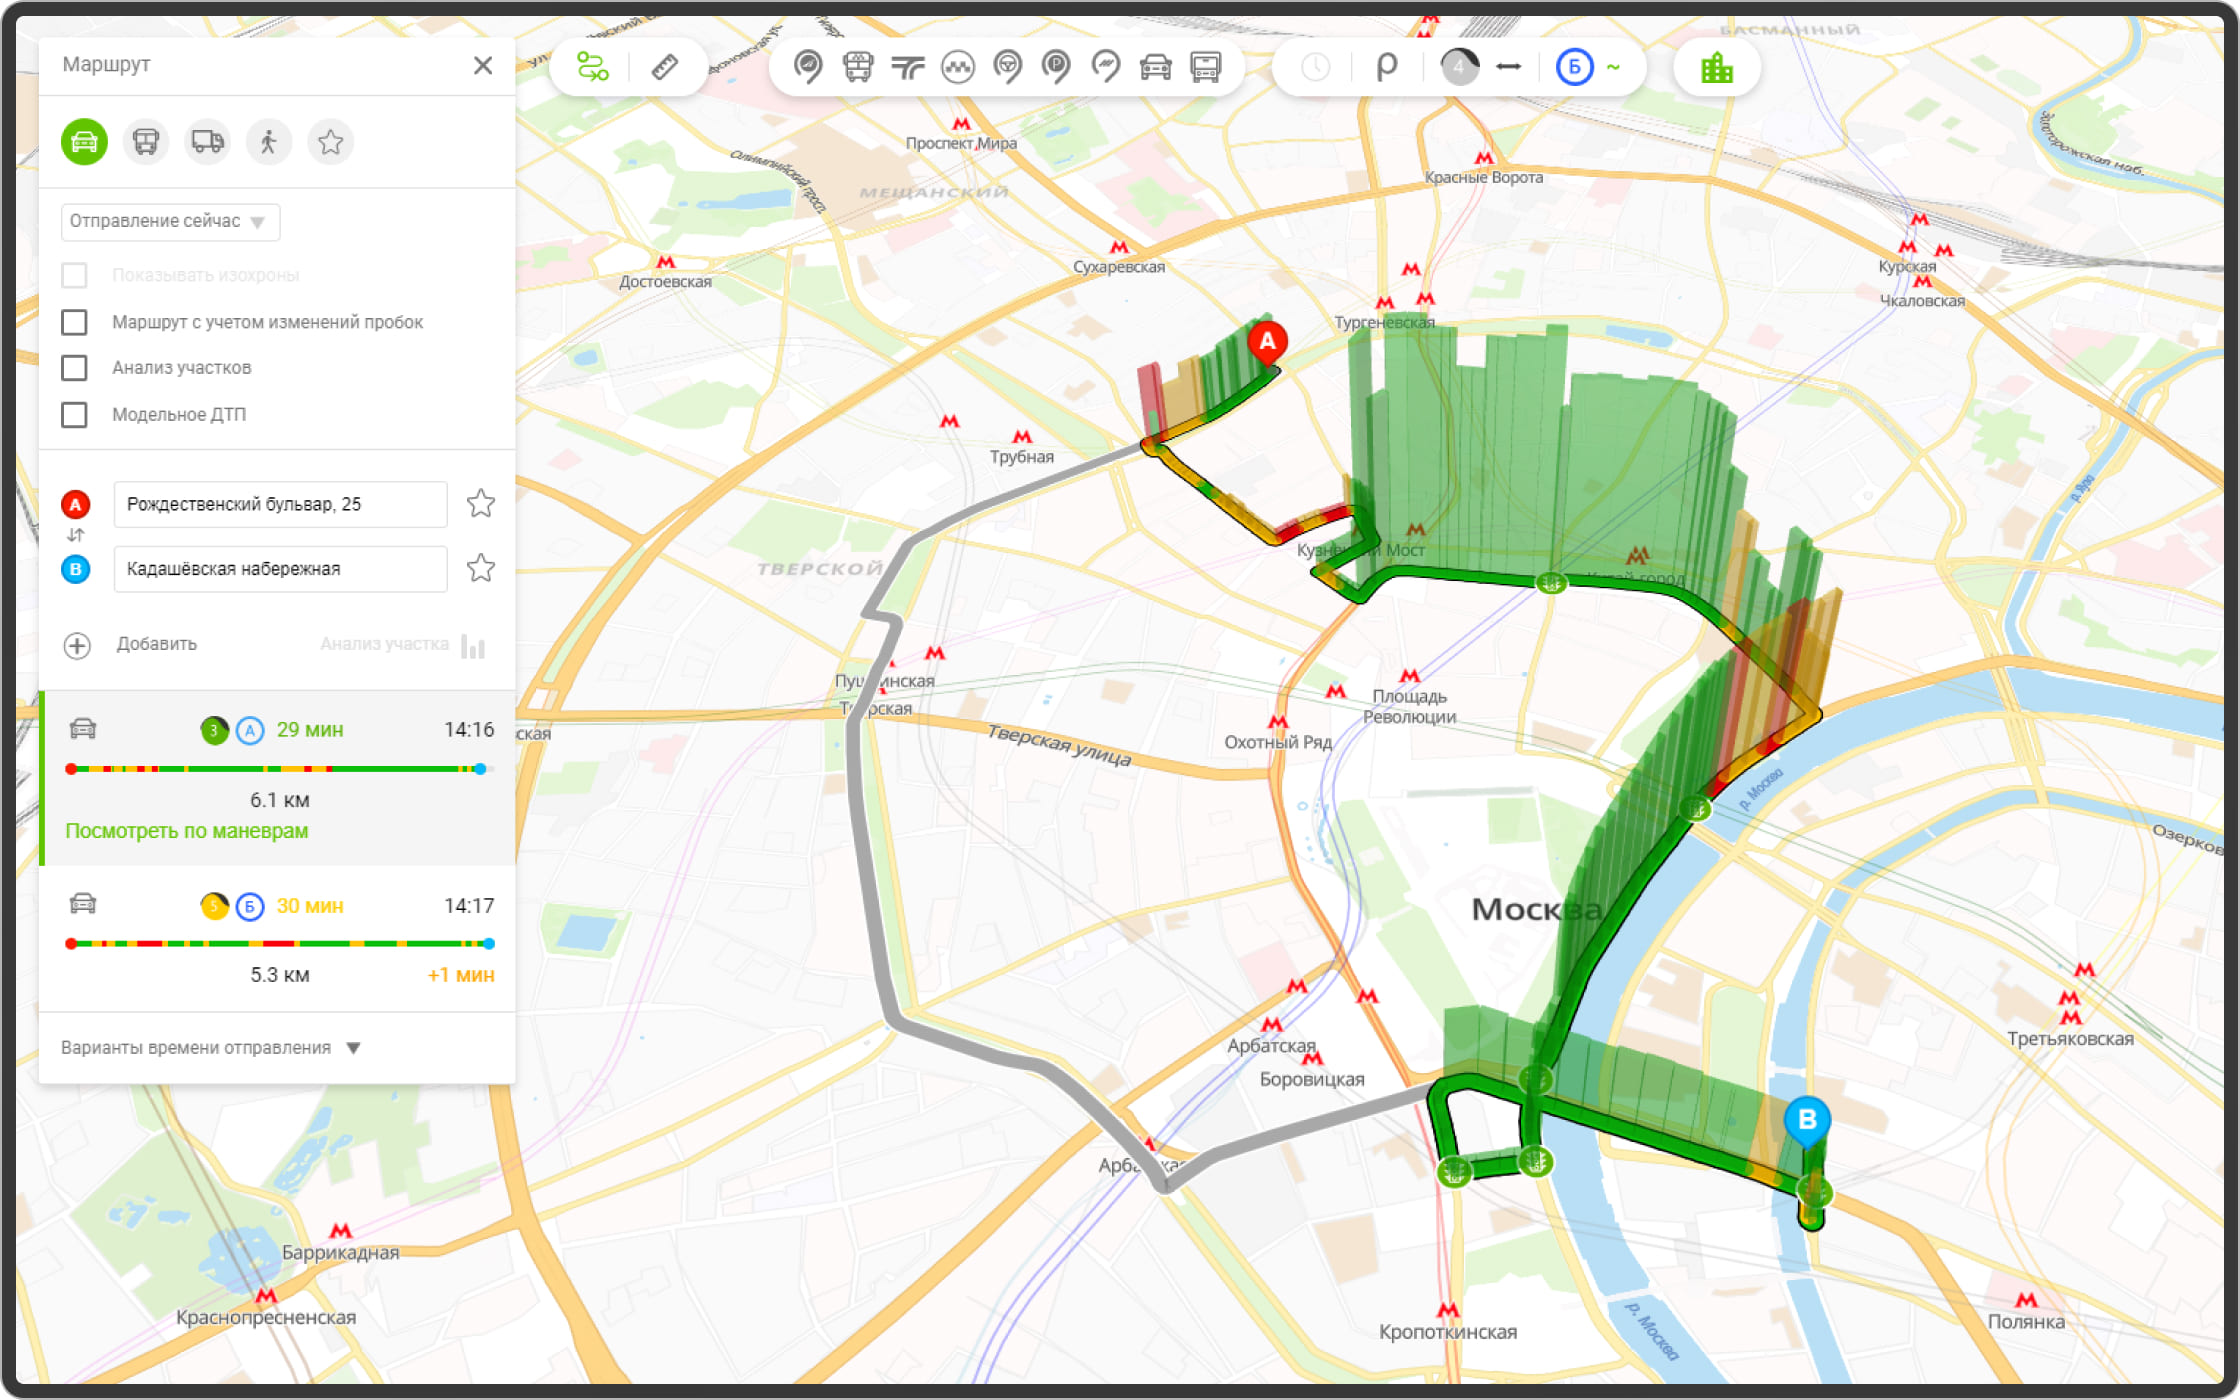 Маршрут
Отправление сейчас
Показывать изохроны
Маршрут с учетом изменений пробок
Анализ участков
Модельное ДТП
А
Рождественский бульвар, 25
B
Кадашёвская набережная
Добавить
Анализ участка
3 А 29 мин 14:16
6.1 км
Посмотреть по маневрам
5 Б 30 мин 14:17
5.3 км
+1 мин
Варианты времени отправления
P
4
Б
БАСМАННЫЙ
Золоторожская наб.
Проспект Мира
Олимпийский просп.
МЕЩАНСКИЙ
Красные Ворота
Сухаревская
Достоевская
Курская
Чкаловская
Тургеневская
A
Трубная
р. Яуза
Кузнецкий Мост
ТВЕРСКОЙ
Китай-город
Пушкинская
Площадь
Революции
Тверская
ская
Тверская улица
Охотный Ряд
р. Москва
Озерков
Москва
Третьяковская
Арбатская
Боровицкая
B
Арбатская
Баррикадная
Краснопресненская
Кропоткинская
Полянка
р. Москва